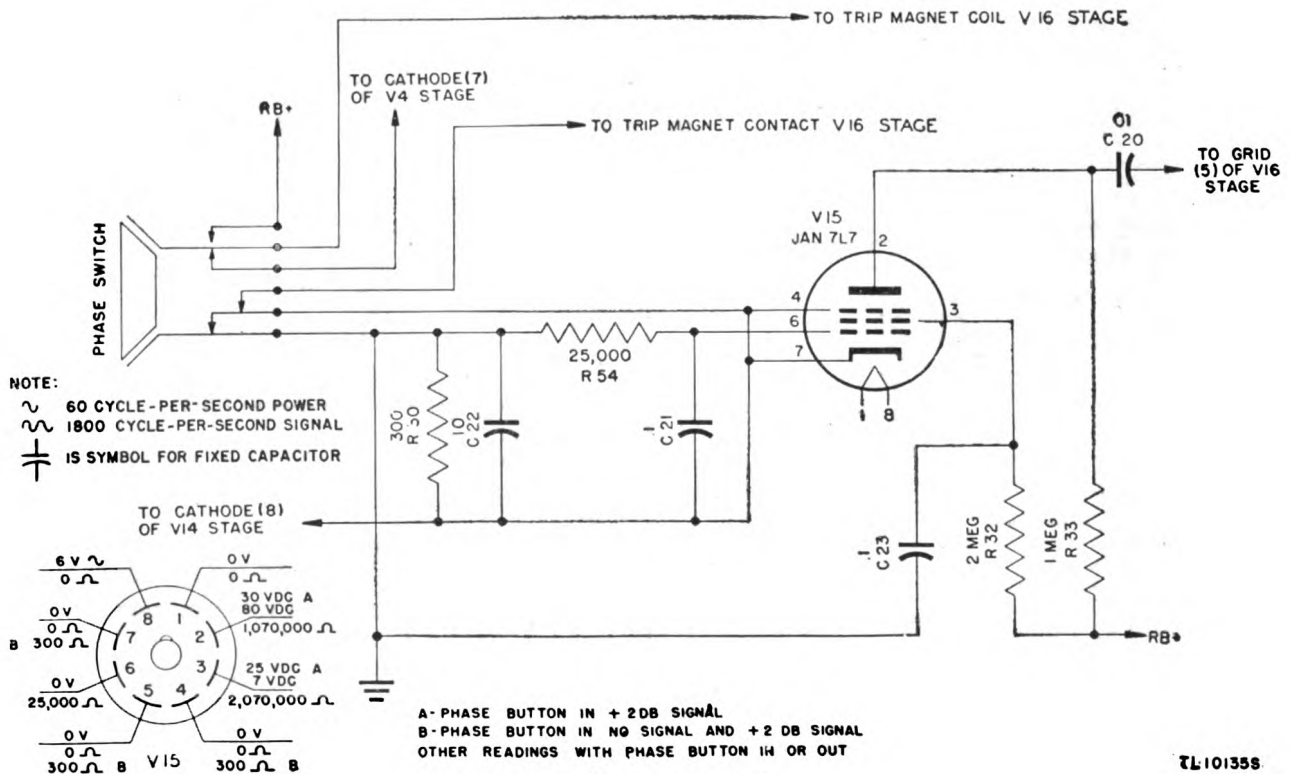 TO TRIP MAGNET COIL V 16 STAGE
TO CATHODE(7)
OF V4 STAGE
RB+
TO TRIP MAGNET CONTACT V16 STAGE
01
C 20
TO GRID
(5) OF V16
STAGE
V15
JAN 7L7
2
PHASE SWITCH
4
6
3
7
1 8
25,000
R 54
NOTE:
60 CYCLE-PER-SECOND POWER
1800 CYCLE-PER-SECOND SIGNAL
IS SYMBOL FOR FIXED CAPACITOR
300
R 50
10
C 22
.1
C 21
TO CATHODE (8)
OF V14 STAGE
.1
C 23
2 MEG
R 32
1 MEG
R 33
RB+
6 V ∿
0 Ω
0 V
0 Ω
30 VDC A
80 VDC
1,070,000 Ω
0 V
0 Ω
B 300 Ω
25 VDC A
7 VDC
2,070,000 Ω
0 V
25,000 Ω
8 1
7 2
6 3
5 4
0 V
0 Ω
300 Ω B
V15
0 V
0 Ω
300 Ω B
A- PHASE BUTTON IN + 2 DB SIGNAL
B- PHASE BUTTON IN NO SIGNAL AND + 2 DB SIGNAL
OTHER READINGS WITH PHASE BUTTON IN OR OUT
TL10135S